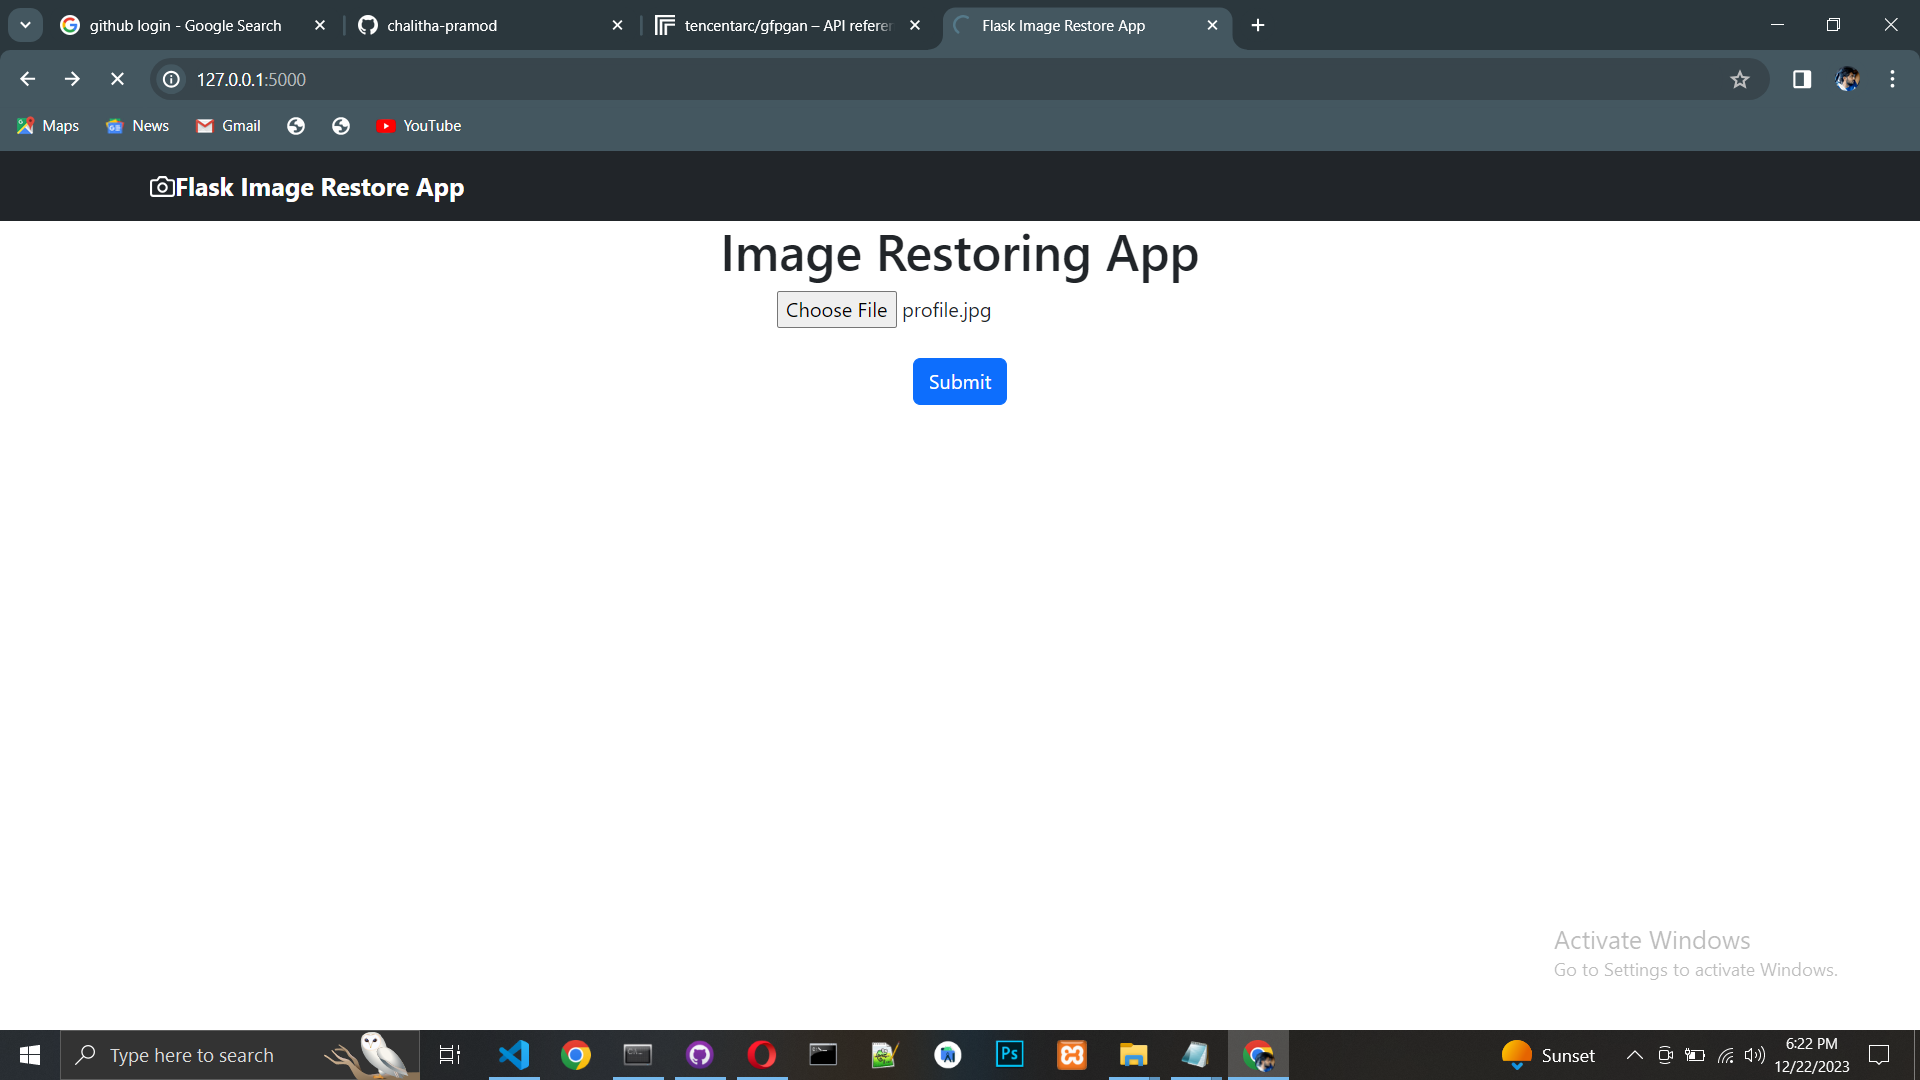 github login - Google Search
chalitha-pramod
tencentarc/gfpgan – API referer
Flask Image Restore App
127.0.0.1:5000
Maps
News
Gmail
YouTube
Flask Image Restore App
Image Restoring App
Choose File profile.jpg
Submit
Activate Windows
Go to Settings to activate Windows.
Type here to search
Ps
Sunset
6:22 PM
12/22/2023